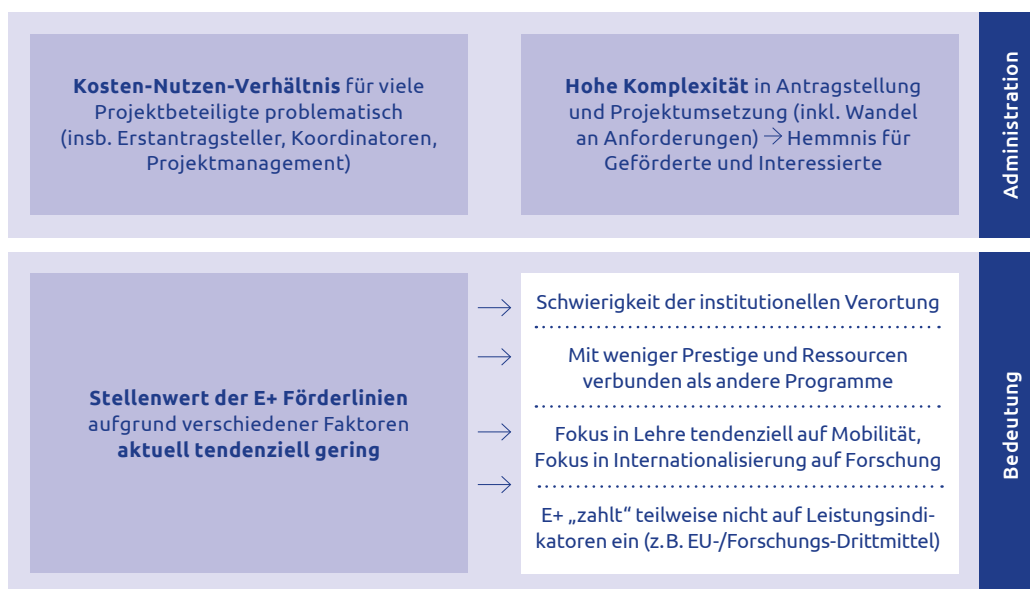 Kosten-Nutzen-Verhältnis für viele
Projektbeteiligte problematisch
(insb. Erstantragsteller, Koordinatoren,
Projektmanagement)
Hohe Komplexität in Antragstellung
und Projektumsetzung (inkl. Wandel
an Anforderungen) → Hemmnis für
Geförderte und Interessierte
Administration
Stellenwert der E+ Förderlinien
aufgrund verschiedener Faktoren
aktuell tendenziell gering
→ Schwierigkeit der institutionellen Verortung
→ Mit weniger Prestige und Ressourcen
verbunden als andere Programme
→ Fokus in Lehre tendenziell auf Mobilität,
Fokus in Internationalisierung auf Forschung
→ E+ „zahlt“ teilweise nicht auf Leistungsindi-
katoren ein (z. B. EU-/Forschungs-Drittmittel)
Bedeutung